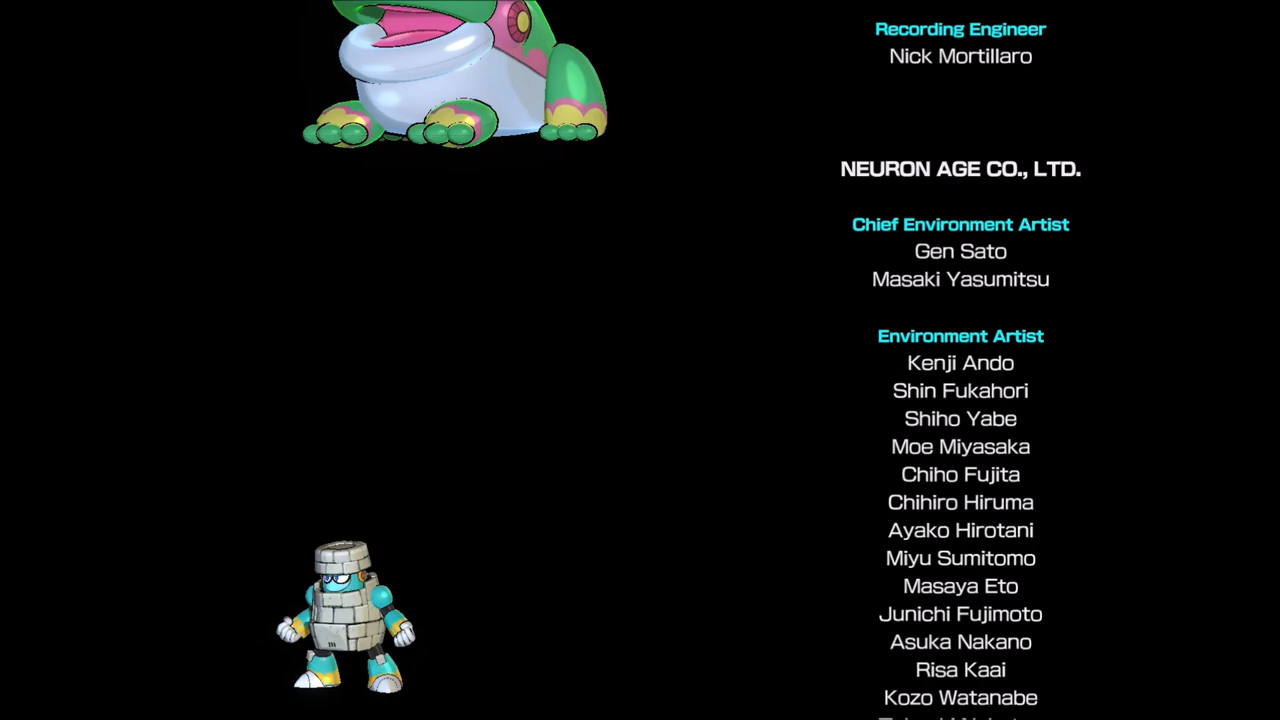 Recording Engineer
Nick Mortillaro
NEURON AGE CO., LTD.
Chief Environment Artist
Gen Sato
Masaki Yasumitsu
Environment Artist
Kenji Ando
Shin Fukahori
Shiho Yabe
Moe Miyasaka
Chiho Fujita
Chihiro Hiruma
Ayako Hirotani
Miyu Sumitomo
Masaya Eto
Junichi Fujimoto
Asuka Nakano
Risa Kaai
Kozo Watanabe